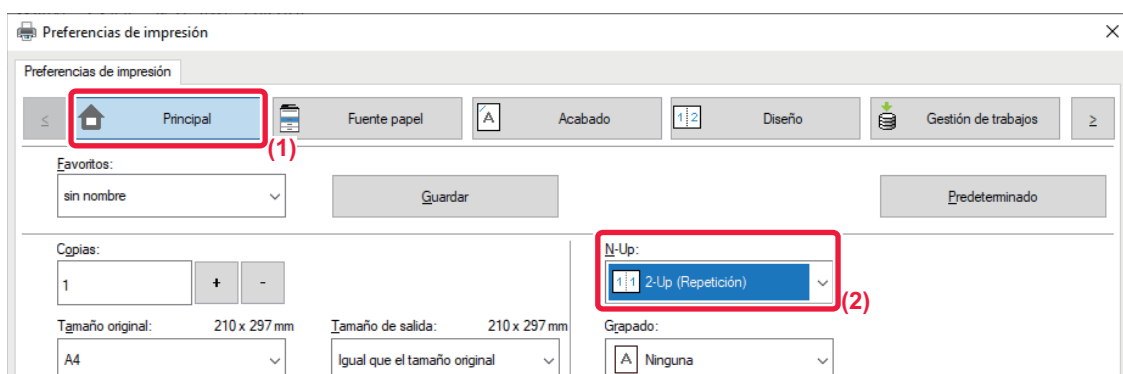 Preferencias de impresión
Preferencias de impresión
< Principal Fuente papel A Acabado 1 2 Diseño Gestión de trabajos >
(1)
Favoritos:
sin nombre Guardar Predeterminado
Copias: N-Up:
1 + - 1 1 2-Up (Repetición)
(2)
Tamaño original: 210 x 297 mm Tamaño de salida: 210 x 297 mm Grapado:
A4 Igual que el tamaño original A Ninguna